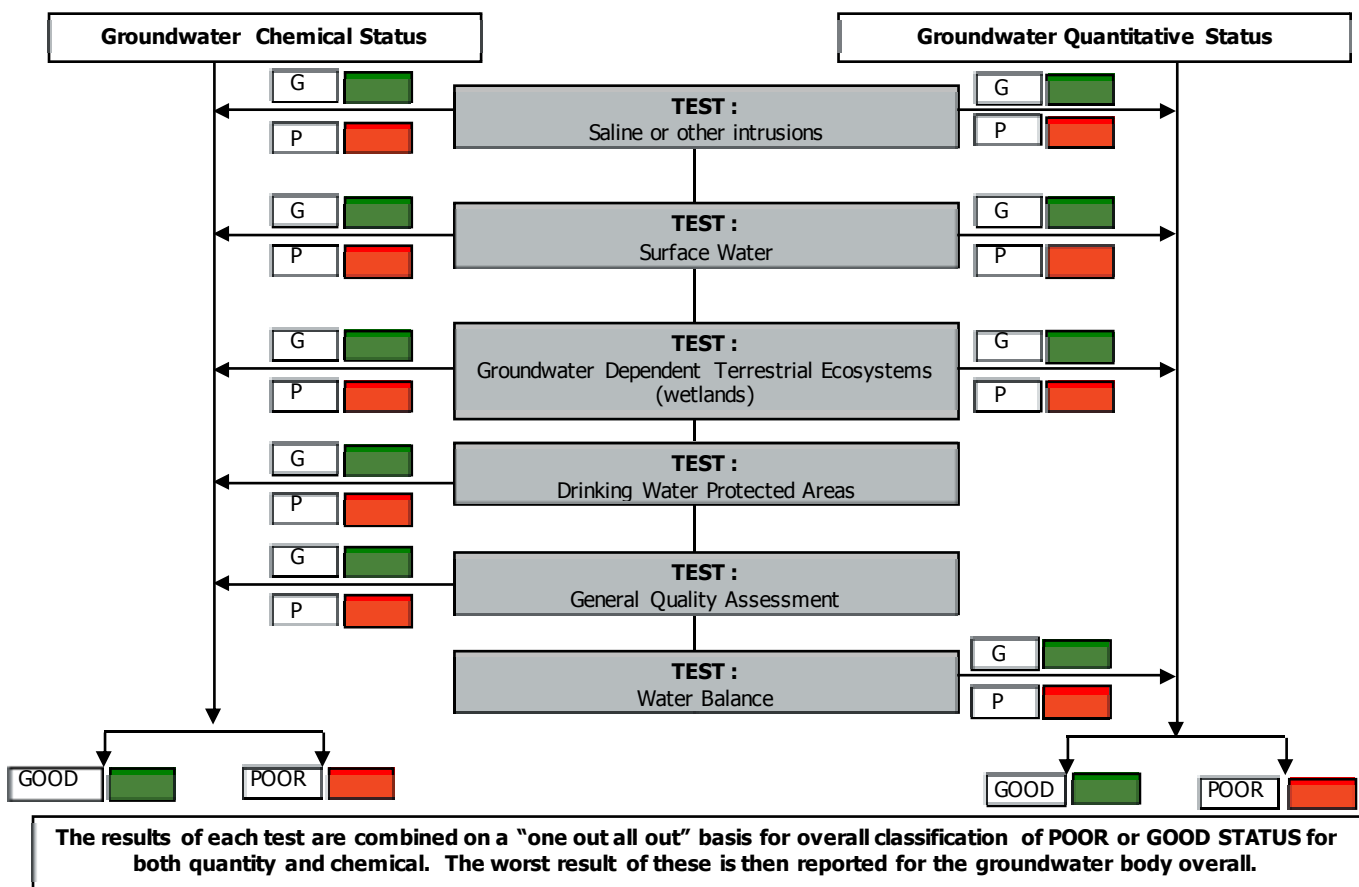 Groundwater Chemical Status
Groundwater Quantitative Status
G
G
TEST :
Saline or other intrusions
P
P
G
G
TEST :
Surface Water
P
P
G
G
TEST :
Groundwater Dependent Terrestrial Ecosystems
(wetlands)
P
P
G
TEST :
Drinking Water Protected Areas
P
G
TEST :
General Quality Assessment
P
G
TEST :
Water Balance
P
GOOD
POOR
GOOD
POOR
The results of each test are combined on a “one out all out” basis for overall classification of POOR or GOOD STATUS for
both quantity and chemical. The worst result of these is then reported for the groundwater body overall.